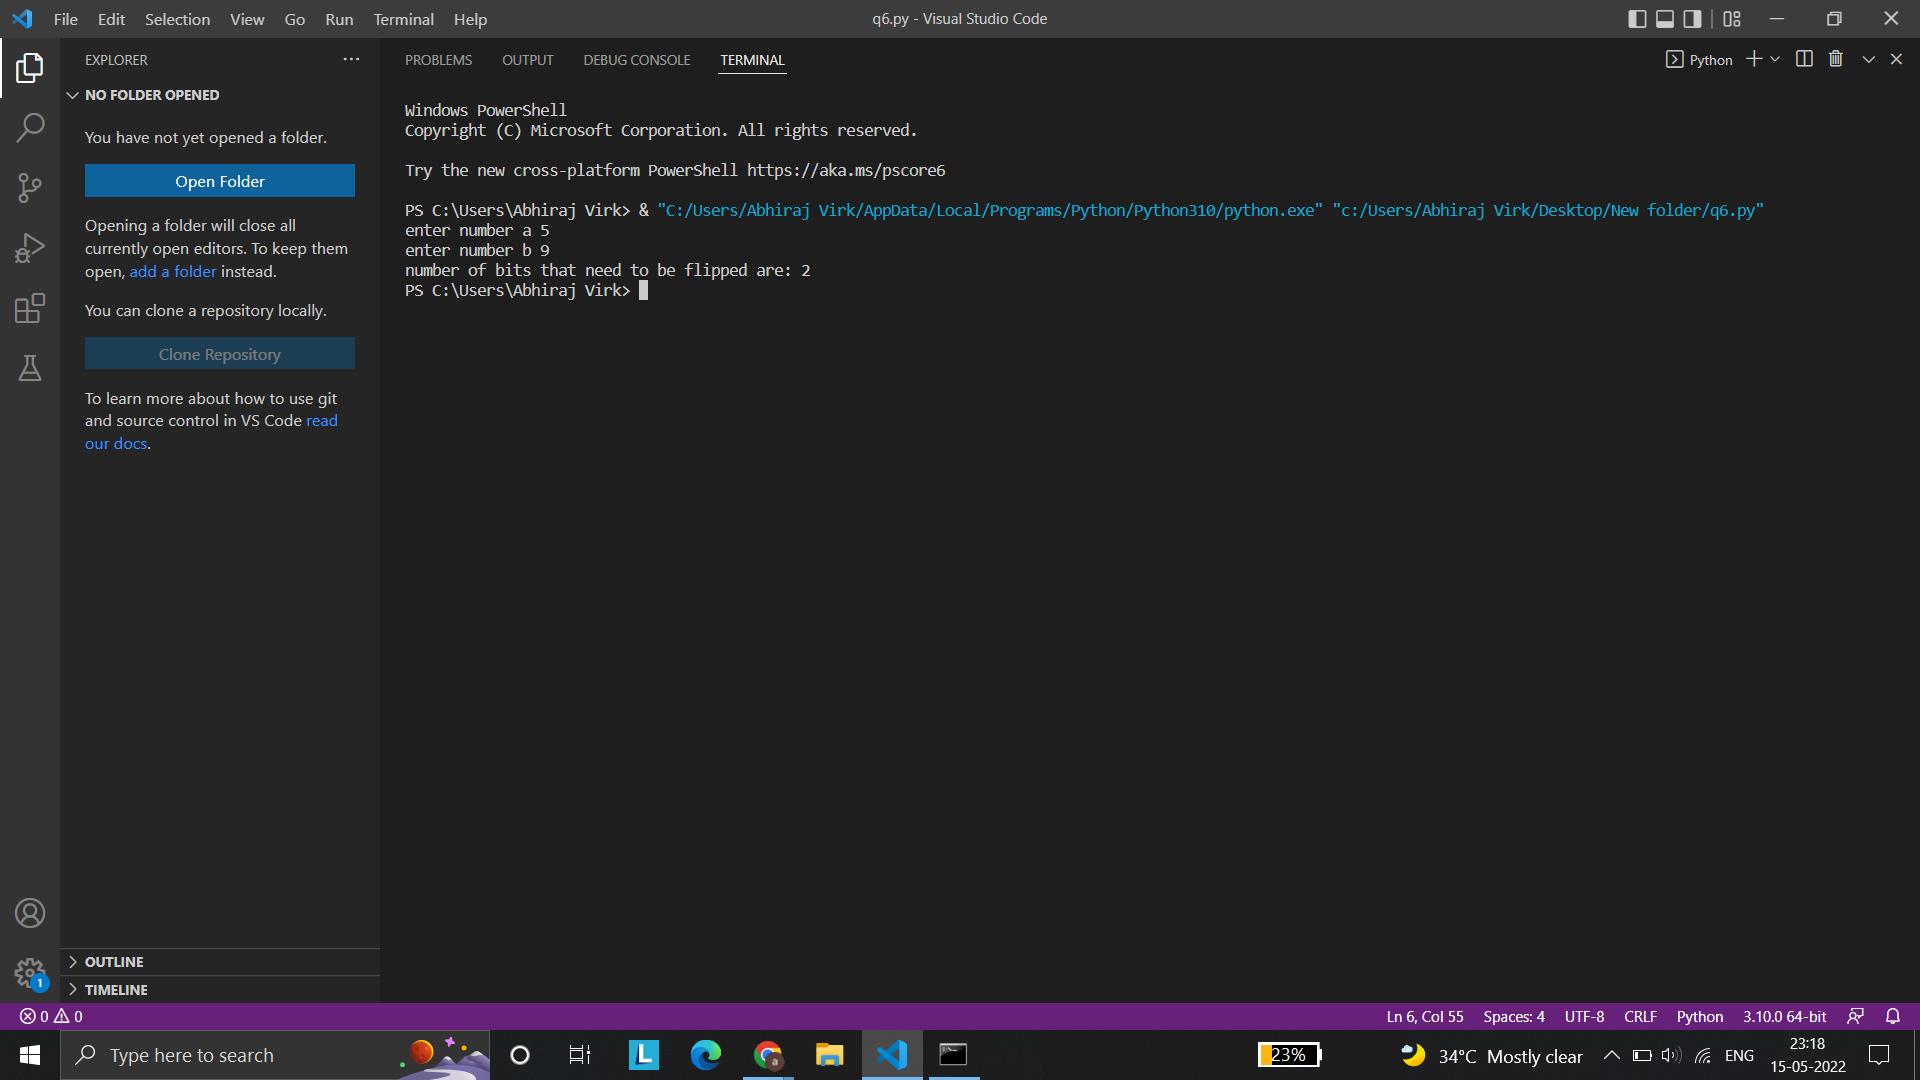 File Edit Selection View Go Run Terminal Help
q6.py - Visual Studio Code
EXPLORER
NO FOLDER OPENED
You have not yet opened a folder.
Open Folder
Opening a folder will close all
currently open editors. To keep them
open, add a folder instead.
You can clone a repository locally.
Clone Repository
To learn more about how to use git
and source control in VS Code read
our docs.
OUTLINE
TIMELINE
PROBLEMS OUTPUT DEBUG CONSOLE TERMINAL
Python
Windows PowerShell
Copyright (C) Microsoft Corporation. All rights reserved.
Try the new cross-platform PowerShell https://aka.ms/pscore6
PS C:\Users\Abhiraj Virk> & "C:/Users/Abhiraj Virk/AppData/Local/Programs/Python/Python310/python.exe" "c:/Users/Abhiraj Virk/Desktop/New folder/q6.py"
enter number a 5
enter number b 9
number of bits that need to be flipped are: 2
PS C:\Users\Abhiraj Virk>
1
0 0
Ln 6, Col 55 Spaces: 4 UTF-8 CRLF Python 3.10.0 64-bit
Type here to search
L
a
23%
34°C Mostly clear
ENG
23:18
15-05-2022